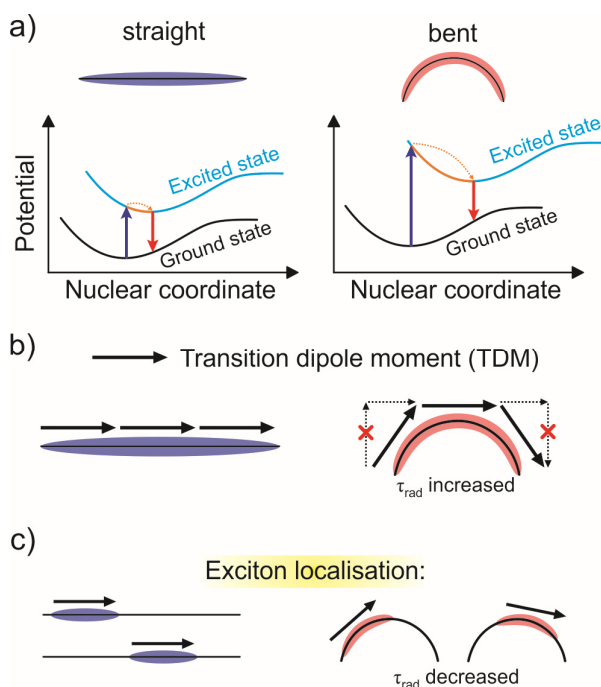 a)
straight
bent
Potential
Excited state
Ground state
Nuclear coordinate
Excited state
Ground state
Nuclear coordinate
b)
Transition dipole moment (TDM)
τrad increased
c)
Exciton localisation:
τrad decreased